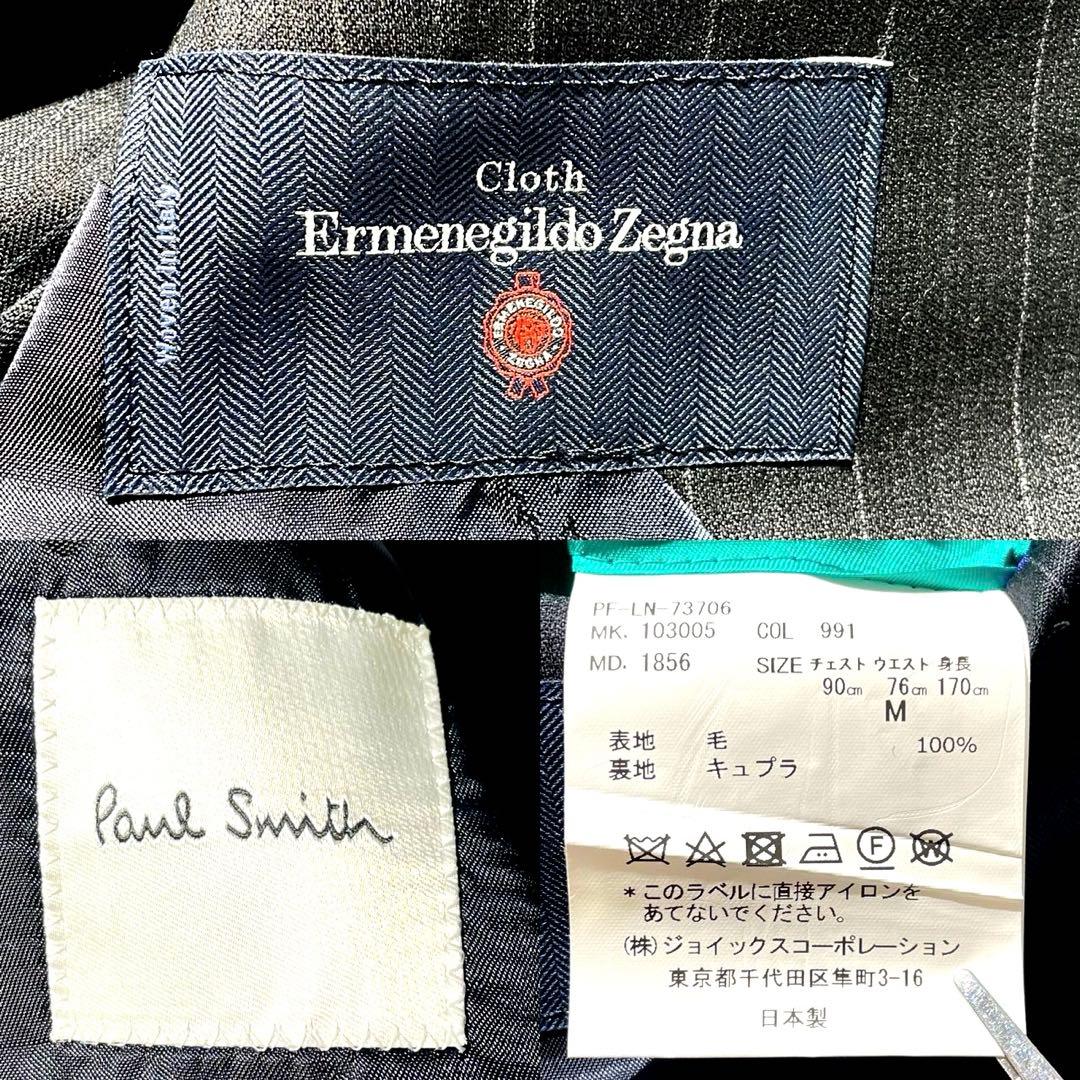 Woven in Italy
Cloth
Ermenegildo Zegna
ERMENEGILDO
ZEGNA
Paul Smith
PF-LN-73706
MK. 103005 COL 991
MD. 1856 SIZE チェスト ウエスト 身長
90㎝ 76㎝ 170㎝
M
表地 毛 100%
裏地 キュプラ
F W
*このラベルに直接アイロンを
あてないでください。
(株)ジョイックスコーポレーション
東京都千代田区隼町3-16
日本製